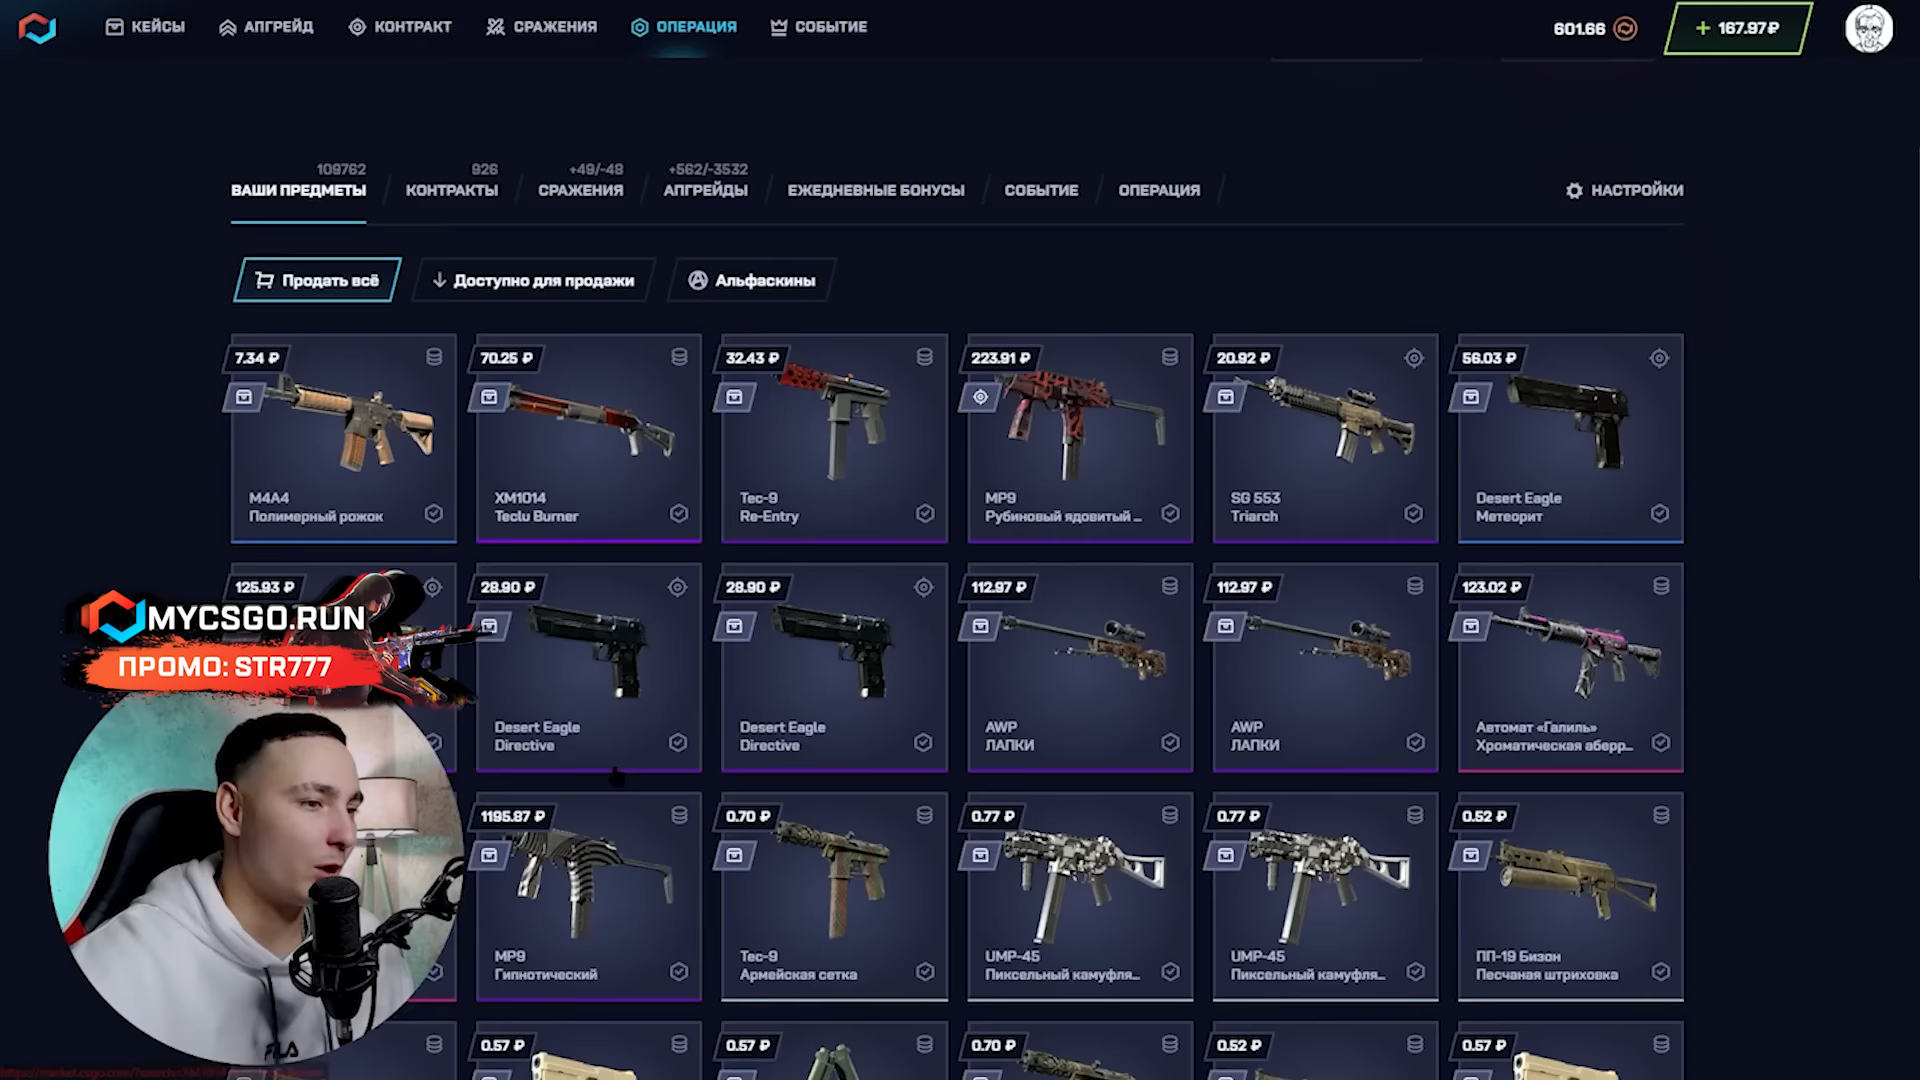 КЕЙСЫ
АПГРЕЙД
КОНТРАКТ
СРАЖЕНИЯ
ОПЕРАЦИЯ
СОБЫТИЕ
601.66
+ 167.97 ₽
109762
ВАШИ ПРЕДМЕТЫ
926
КОНТРАКТЫ
+49/-48
СРАЖЕНИЯ
+562/-3532
АПГРЕЙДЫ
ЕЖЕДНЕВНЫЕ БОНУСЫ
СОБЫТИЕ
ОПЕРАЦИЯ
НАСТРОЙКИ
Продать всё
Доступно для продажи
Альфаскины
7.34 ₽
M4A4
Полимерный рожок
70.25 ₽
XM1014
Teclu Burner
32.43 ₽
Tec-9
Re-Entry
223.91 ₽
MP9
Рубиновый ядовитый ...
20.92 ₽
SG 553
Triarch
56.03 ₽
Desert Eagle
Метеорит
125.93 ₽
MYCSGO.RUN
ПРОМО: STR777
28.90 ₽
Desert Eagle
Directive
28.90 ₽
Desert Eagle
Directive
112.97 ₽
AWP
ЛАПКИ
112.97 ₽
AWP
ЛАПКИ
123.02 ₽
Автомат «Галиль»
Хроматическая аберр...
1195.87 ₽
MP9
Гипнотический
0.70 ₽
Tec-9
Армейская сетка
0.77 ₽
UMP-45
Пиксельный камуфля...
0.77 ₽
UMP-45
Пиксельный камуфля...
0.52 ₽
ПП-19 Бизон
Песчаная штриховка
FILA
0.57 ₽
0.57 ₽
0.70 ₽
0.52 ₽
0.57 ₽